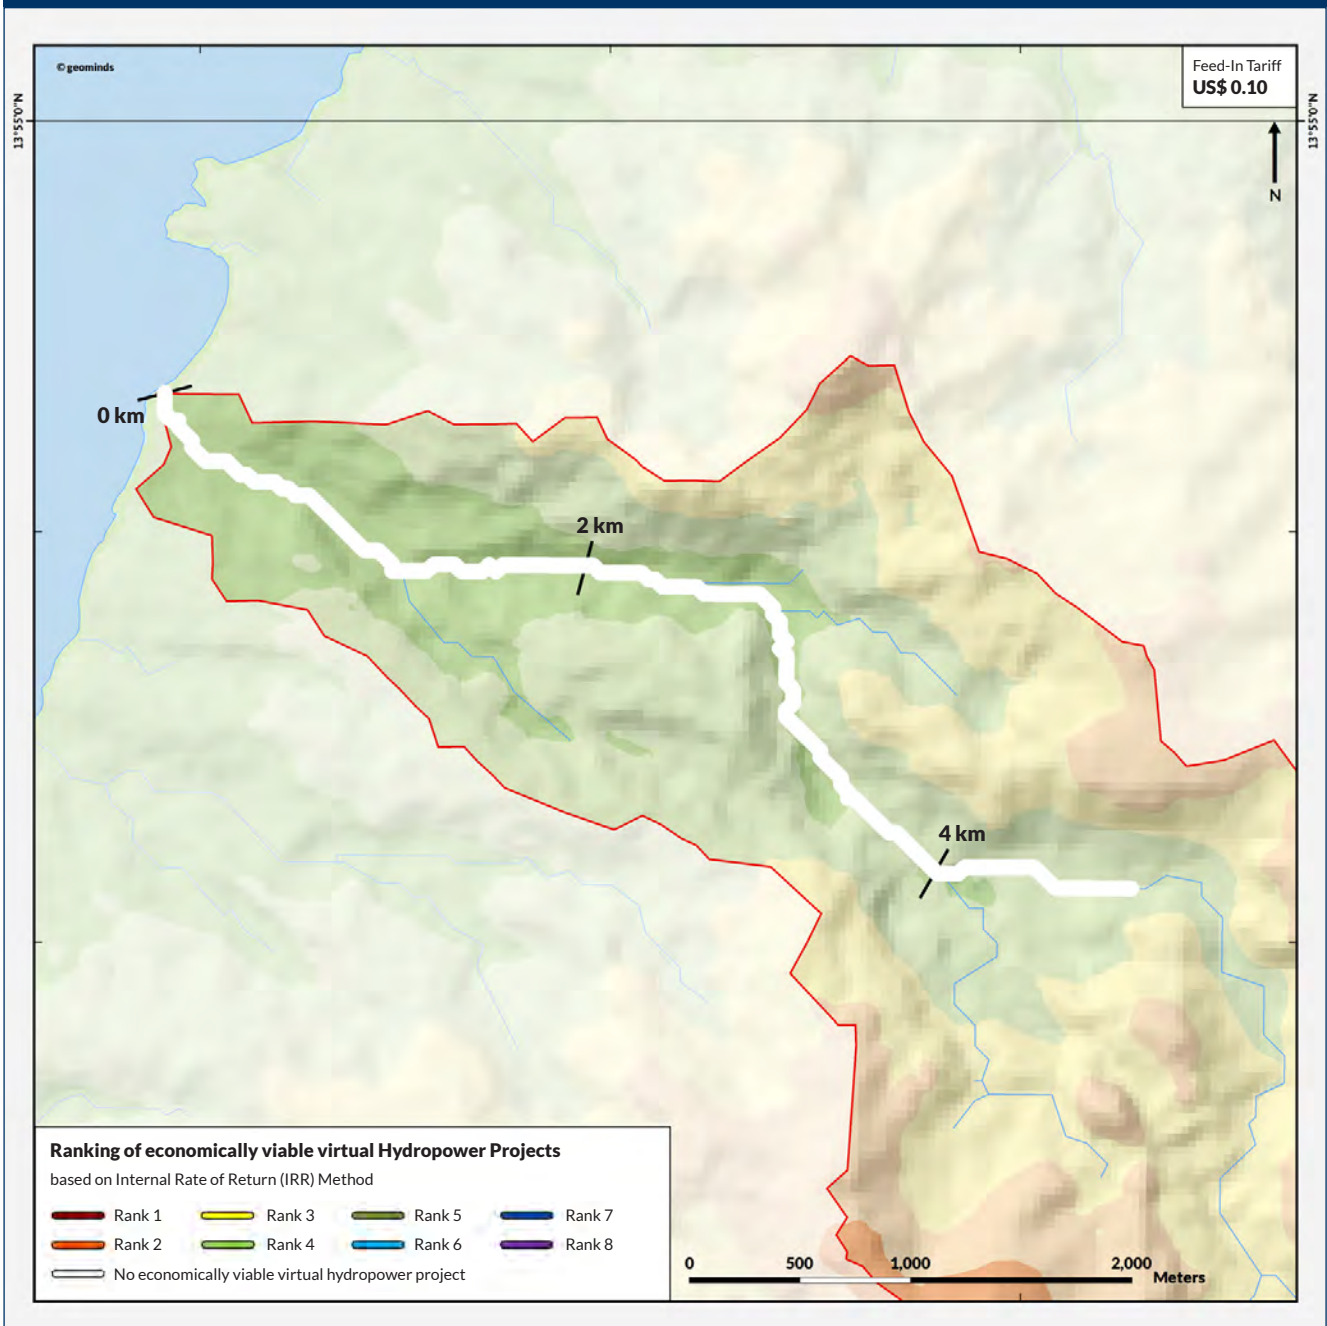 © geominds
Feed-In Tariff
US$ 0.10
13°55'0"N
13°55'0"N
N
0 km
2 km
4 km
Ranking of economically viable virtual Hydropower Projects
based on Internal Rate of Return (IRR) Method
Rank 1
Rank 3
Rank 5
Rank 7
Rank 2
Rank 4
Rank 6
Rank 8
No economically viable virtual hydropower project
0
500
1,000
2,000
Meters